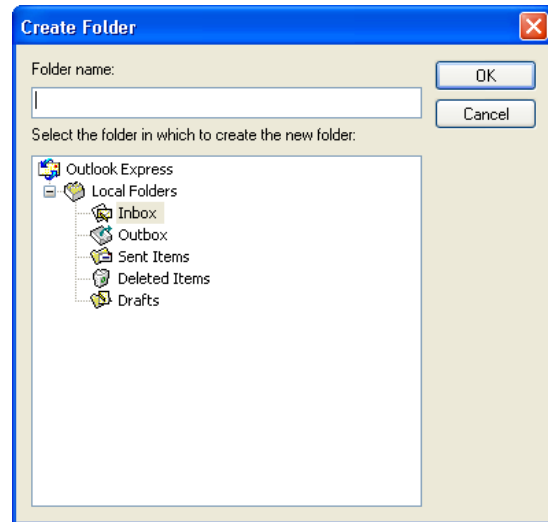 Create Folder
Folder name:
OK
Cancel
Select the folder in which to create the new folder:
Outlook Express
Local Folders
Inbox
Outbox
Sent Items
Deleted Items
Drafts